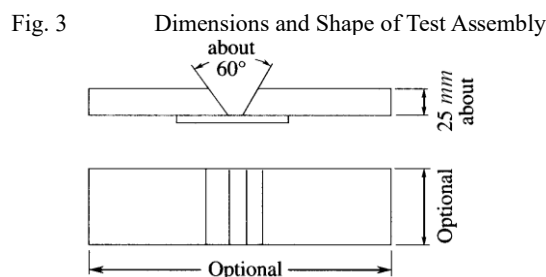 Fig. 3 Dimensions and Shape of Test Assembly
about
60°
25 mm
about
Optional
Optional